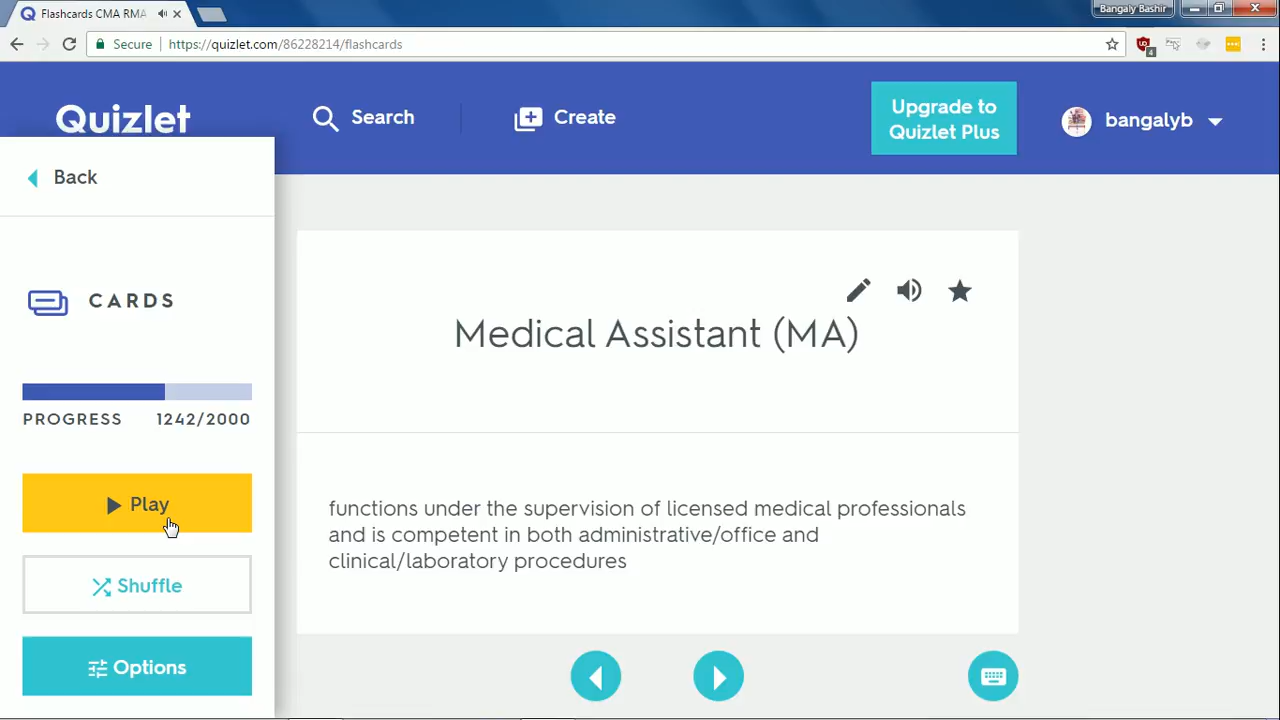 Flashcards CMA RMA
Bangaly Bashir
Secure
https://quizlet.com/86228214/flashcards
4
Quizlet
Search
Create
Upgrade to
Quizlet Plus
bangalyb
Back
CARDS
PROGRESS 1242/2000
Play
Shuffle
Options
Medical Assistant (MA)
functions under the supervision of licensed medical professionals
and is competent in both administrative/office and
clinical/laboratory procedures